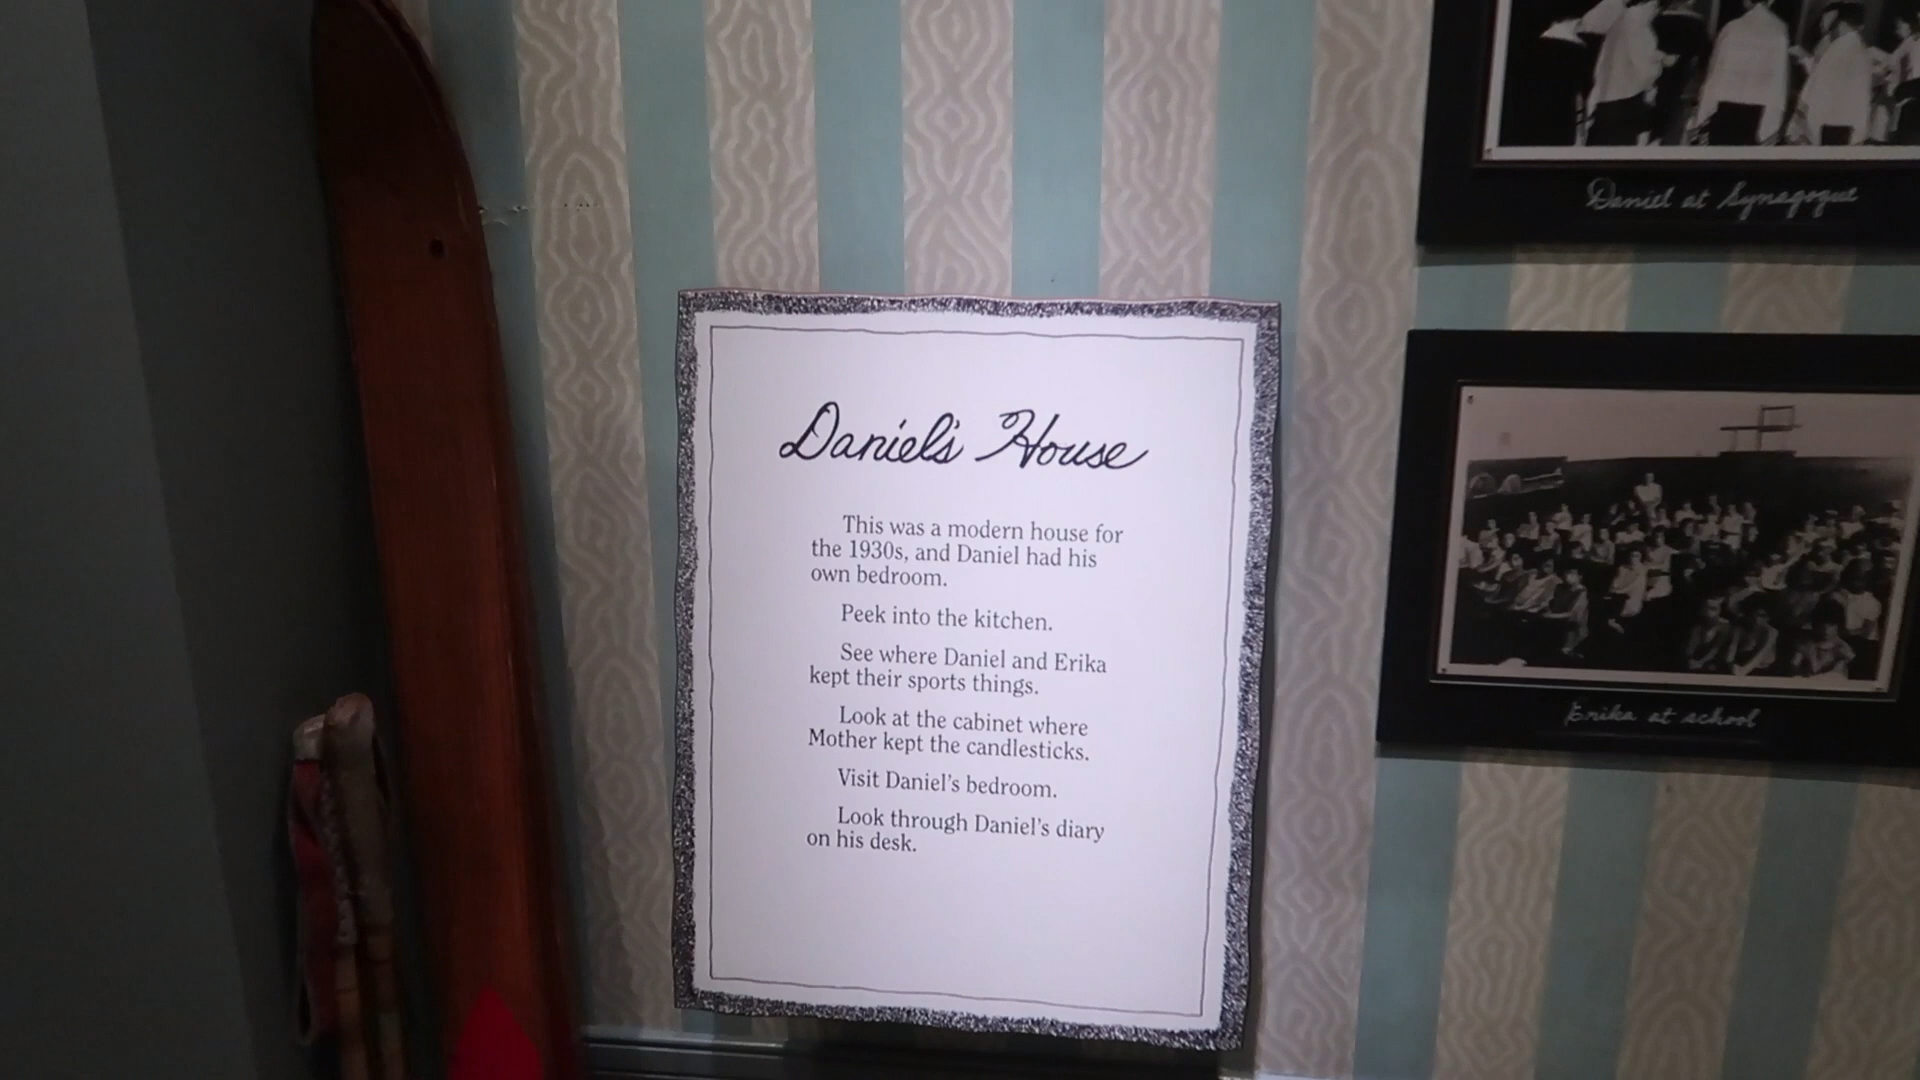 Daniel at Synagogue
Daniel's House
This was a modern house for
the 1930s, and Daniel had his
own bedroom.
Peek into the kitchen.
See where Daniel and Erika
kept their sports things.
Look at the cabinet where
Mother kept the candlesticks.
Visit Daniel's bedroom.
Look through Daniel's diary
on his desk.
Erika at school